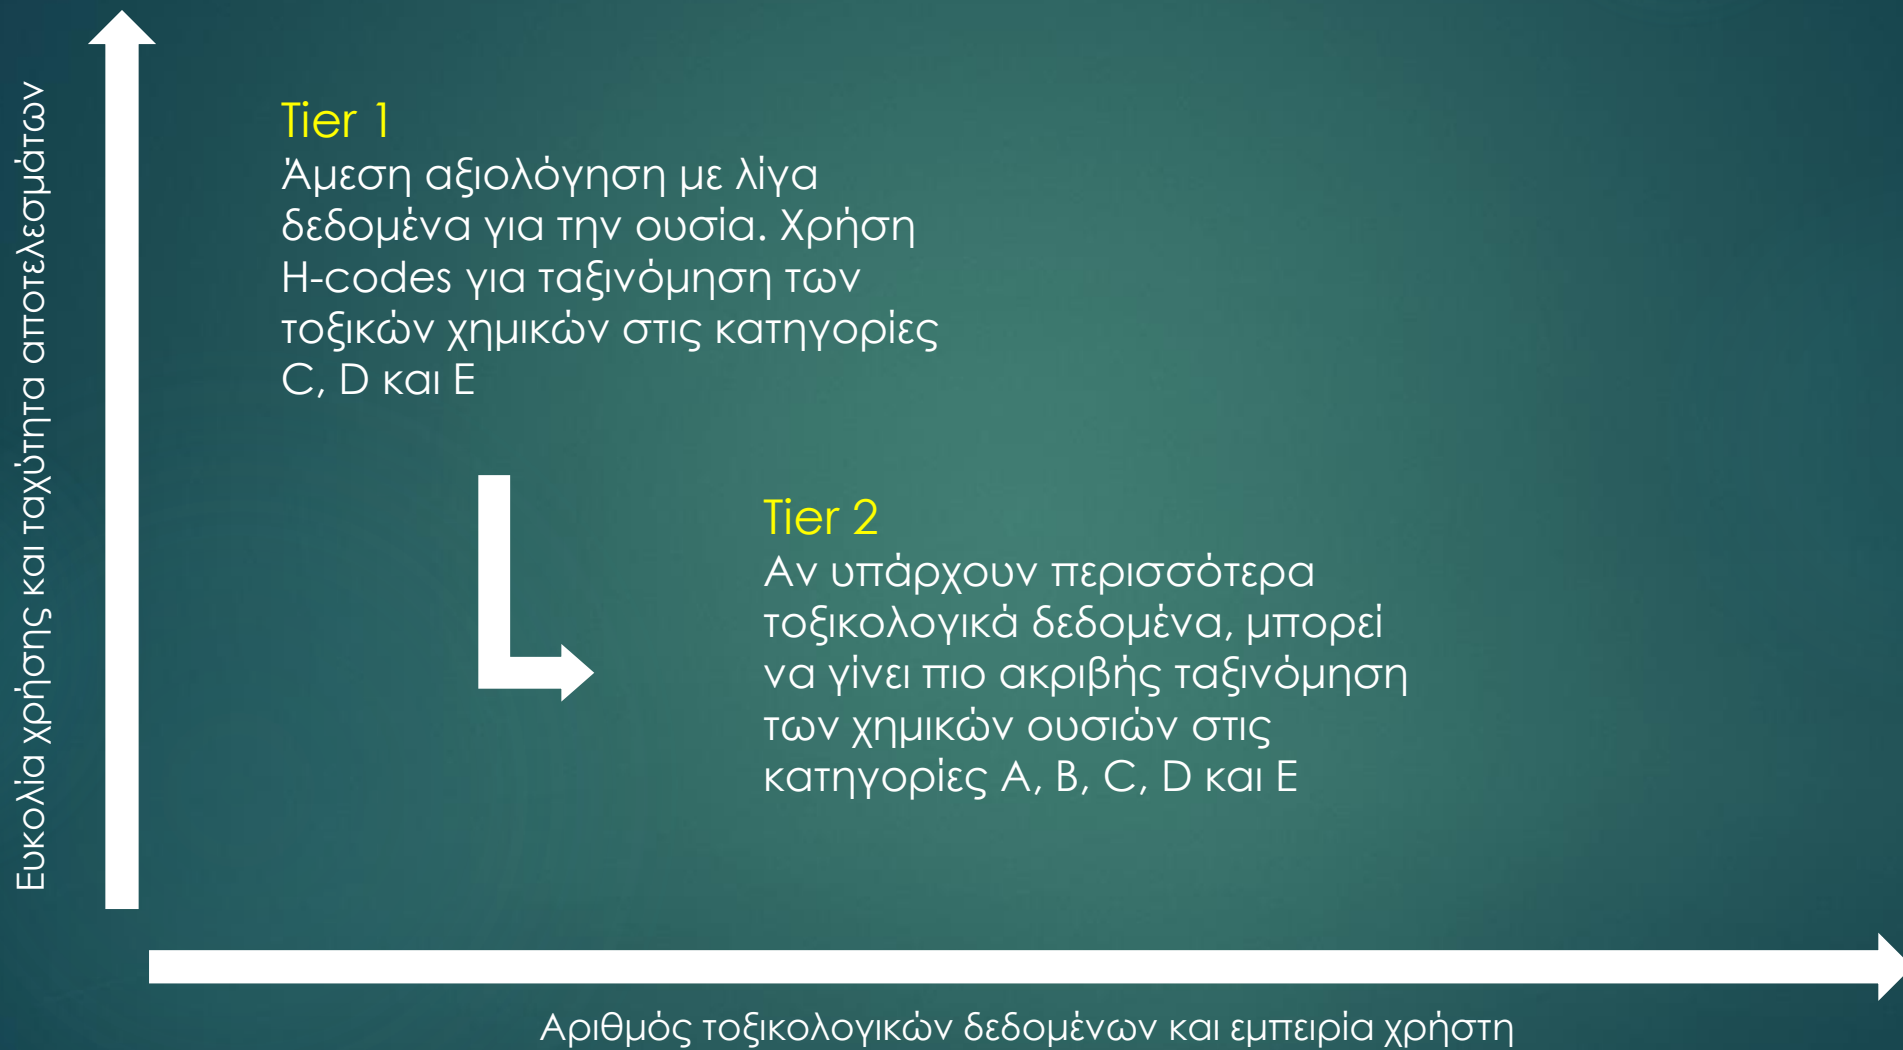 Ευκολία χρήσης και ταχύτητα αποτελεσμάτων
Tier 1
Άμεση αξιολόγηση με λίγα
δεδομένα για την ουσία. Χρήση
H-codes για ταξινόμηση των
τοξικών χημικών στις κατηγορίες
C, D και E
Tier 2
Αν υπάρχουν περισσότερα
τοξικολογικά δεδομένα, μπορεί
να γίνει πιο ακριβής ταξινόμηση
των χημικών ουσιών στις
κατηγορίες A, B, C, D και E
Αριθμός τοξικολογικών δεδομένων και εμπειρία χρήστη